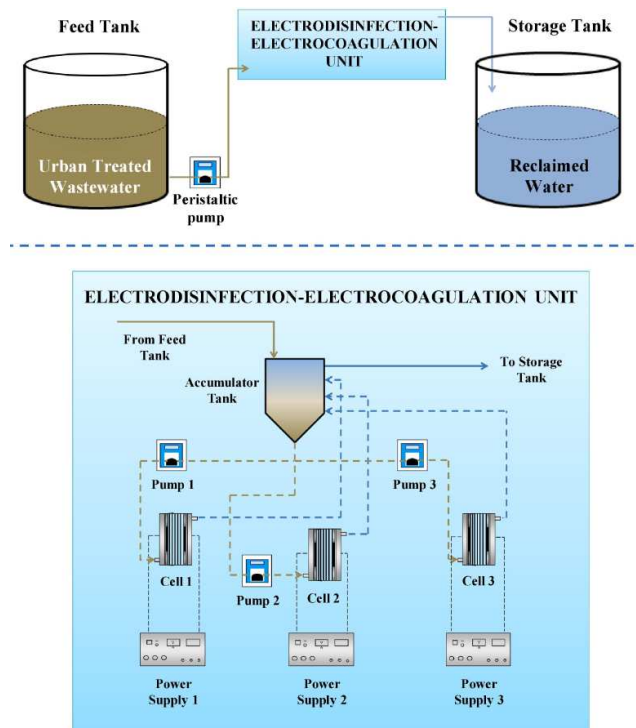 Feed Tank
ELECTRODISINFECTION-
ELECTROCOAGULATION
UNIT
Storage Tank
Urban Treated
Wastewater
Peristaltic
pump
Reclaimed
Water
ELECTRODISINFECTION-ELECTROCOAGULATION UNIT
From Feed
Tank
Accumulator
Tank
To Storage
Tank
Pump 1
Pump 3
Cell 1
Pump 2
Cell 2
Cell 3
Power
Supply 1
Power
Supply 2
Power
Supply 3